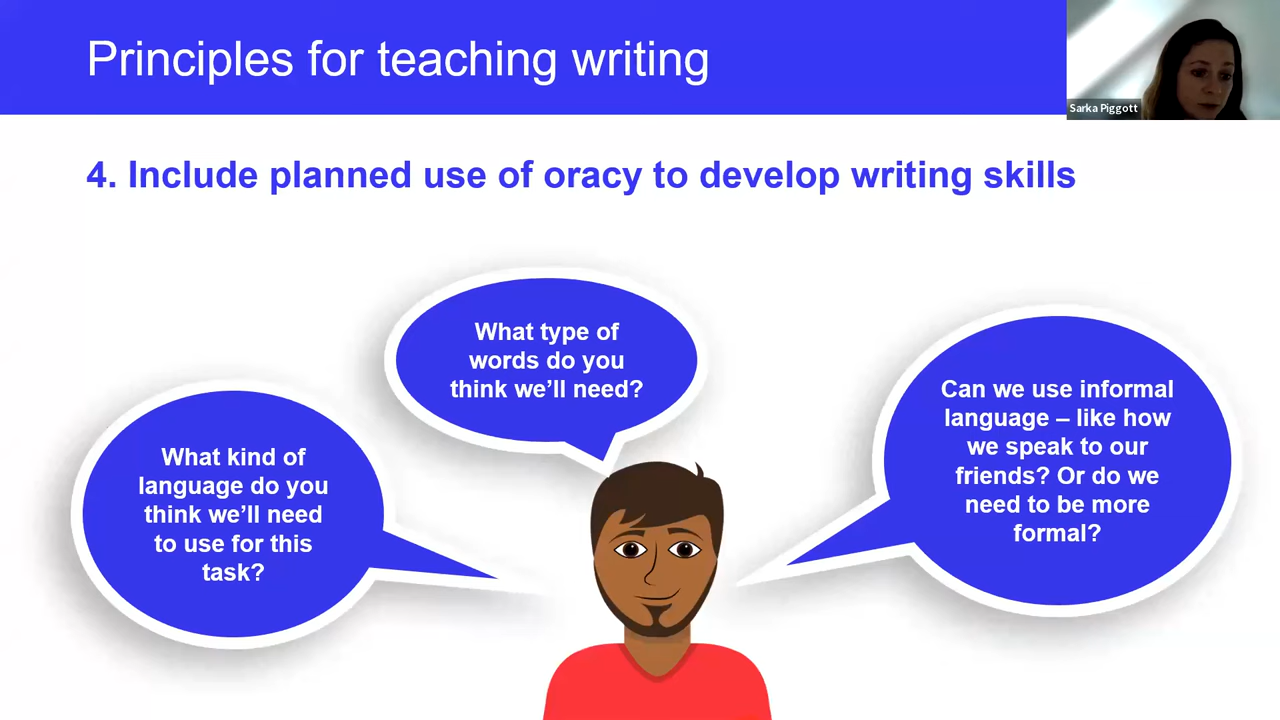 Principles for teaching writing
Sarka Piggott
4. Include planned use of oracy to develop writing skills
What type of
words do you
think we’ll need?
What kind of
language do you
think we’ll need
to use for this
task?
Can we use informal
language – like how
we speak to our
friends? Or do we
need to be more
formal?